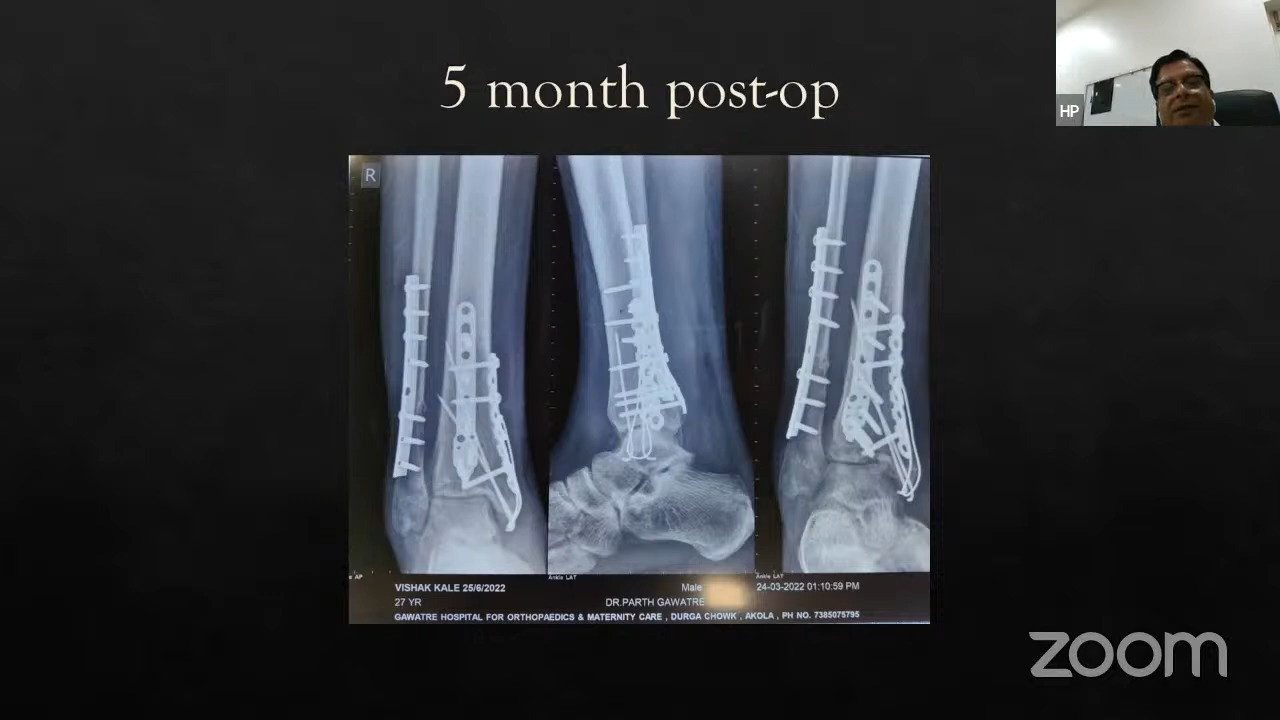 5 month post-op
HP
R
AP
Ankle LAT
Ankle LAT
VISHAK KALE 25/6/2022
Male
24-03-2022 01:10:59 PM
27 YR
DR.PARTH GAWATRE
GAWATRE HOSPITAL FOR ORTHOPAEDICS & MATERNITY CARE , DURGA CHOWK , AKOLA , PH NO. 7385075795
zoom